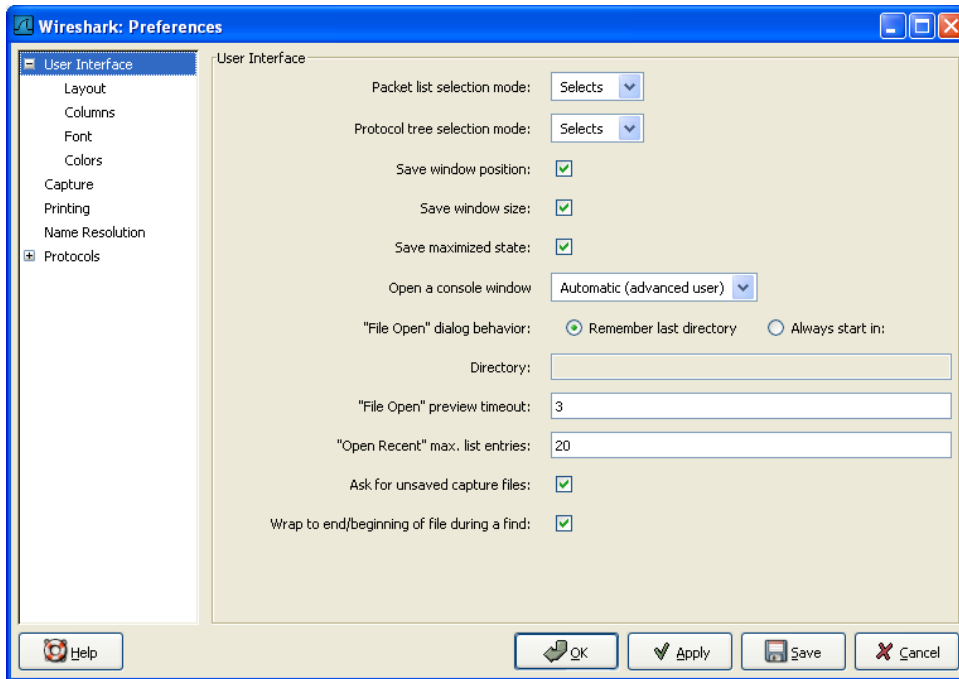 Wireshark: Preferences
User Interface
Layout
Columns
Font
Colors
Capture
Printing
Name Resolution
Protocols
User Interface
Packet list selection mode: Selects
Protocol tree selection mode: Selects
Save window position:
Save window size:
Save maximized state:
Open a console window Automatic (advanced user)
"File Open" dialog behavior: Remember last directory Always start in:
Directory:
"File Open" preview timeout: 3
"Open Recent" max. list entries: 20
Ask for unsaved capture files:
Wrap to end/beginning of file during a find:
Help OK Apply Save Cancel